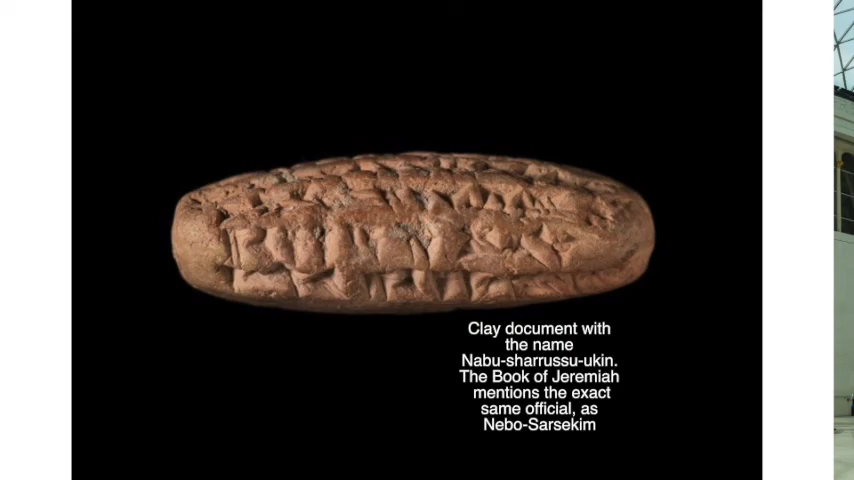 Clay document with
the name
Nabu-sharrussu-ukin.
The Book of Jeremiah
mentions the exact
same official, as
Nebo-Sarsekim